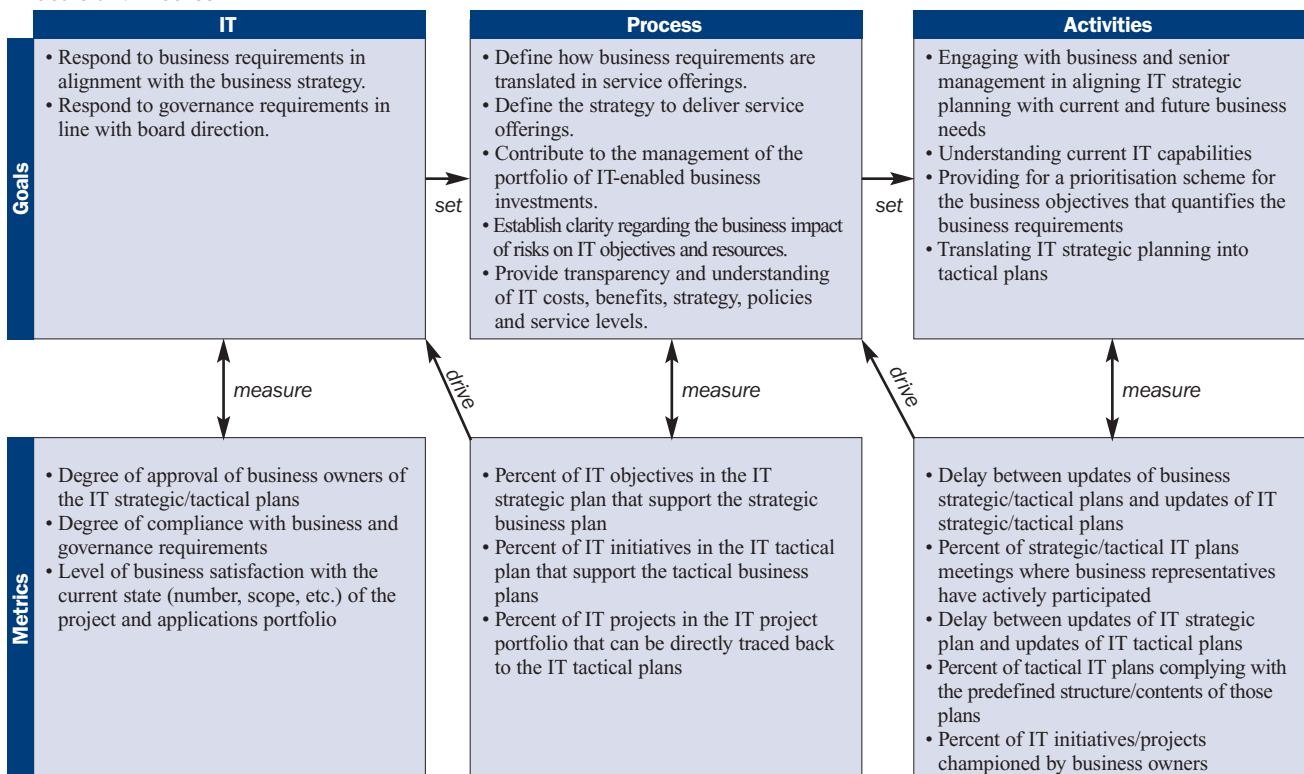 IT
Process
Activities
Goals
• Respond to business requirements in
alignment with the business strategy.
• Respond to governance requirements in
line with board direction.
set
• Define how business requirements are
translated in service offerings.
• Define the strategy to deliver service
offerings.
• Contribute to the management of the
portfolio of IT-enabled business
investments.
• Establish clarity regarding the business impact
of risks on IT objectives and resources.
• Provide transparency and understanding
of IT costs, benefits, strategy, policies
and service levels.
set
• Engaging with business and senior
management in aligning IT strategic
planning with current and future business
needs
• Understanding current IT capabilities
• Providing for a prioritisation scheme for
the business objectives that quantifies the
business requirements
• Translating IT strategic planning into
tactical plans
measure
drive
measure
drive
measure
Metrics
• Degree of approval of business owners of
the IT strategic/tactical plans
• Degree of compliance with business and
governance requirements
• Level of business satisfaction with the
current state (number, scope, etc.) of the
project and applications portfolio
• Percent of IT objectives in the IT
strategic plan that support the strategic
business plan
• Percent of IT initiatives in the IT tactical
plan that support the tactical business
plans
• Percent of IT projects in the IT project
portfolio that can be directly traced back
to the IT tactical plans
• Delay between updates of business
strategic/tactical plans and updates of IT
strategic/tactical plans
• Percent of strategic/tactical IT plans
meetings where business representatives
have actively participated
• Delay between updates of IT strategic
plan and updates of IT tactical plans
• Percent of tactical IT plans complying with
the predefined structure/contents of those
plans
• Percent of IT initiatives/projects
championed by business owners